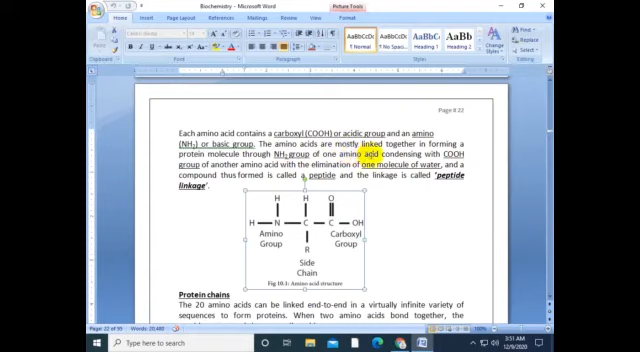 Biochemistry - Microsoft Word
Picture Tools
Home Insert Page Layout References Mailings Review View Format
Find
Replace
Select
AaBbCcDc AaBbCcDc AaBbC AaBbC
¶ Normal ¶ No Spaci... Heading 1 Heading 2
Change Styles
Paste
Clipboard Font Paragraph Styles Editing
Page # 22
Each amino acid contains a carboxyl (COOH) or acidic group and an amino
(NH₂) or basic group. The amino acids are mostly linked together in forming a
protein molecule through NH₂ group of one amino acid condensing with COOH
group of another amino acid with the elimination of one molecule of water, and a
compound thus formed is called a peptide and the linkage is called 'peptide
linkage'.
H H O
H N C C OH
Amino Group
Carboxyl Group
R
Side
Chain
Fig 10.1: Amino acid structure
Protein chains
The 20 amino acids can be linked end-to-end in a virtually infinite variety of
sequences to form proteins. When two amino acids bond together, the
Page: 22 of 95 Words: 20,480 100%
Type here to search
3:51 AM
12/9/2020